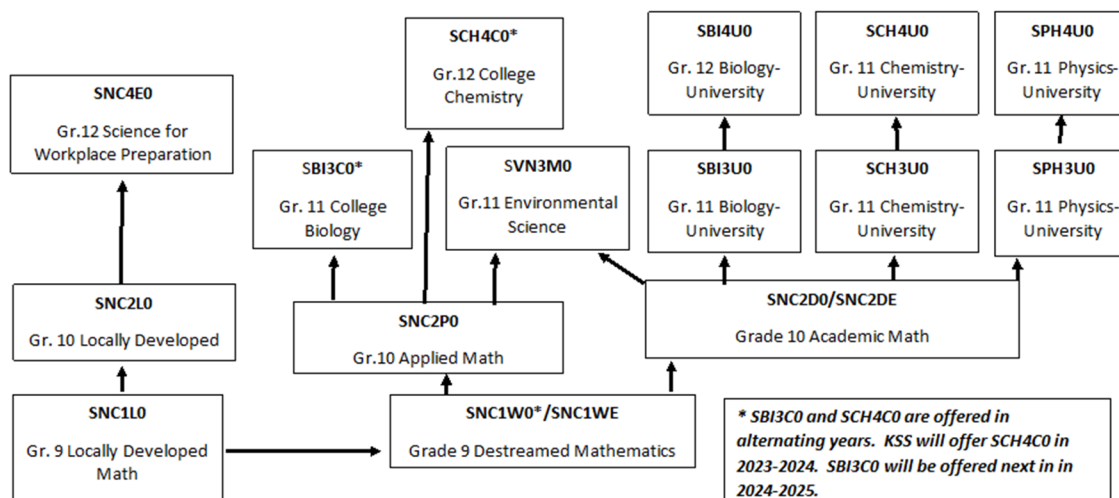 SCH4C0*
Gr.12 College
Chemistry
SBI4U0
Gr. 12 Biology-
University
SCH4U0
Gr. 11 Chemistry-
University
SPH4U0
Gr. 11 Physics-
University
SNC4E0
Gr.12 Science for
Workplace Preparation
SBI3C0*
Gr. 11 College
Biology
SVN3M0
Gr.11 Environmental
Science
SBI3U0
Gr. 11 Biology-
University
SCH3U0
Gr. 11 Chemistry-
University
SPH3U0
Gr. 11 Physics-
University
SNC2L0
Gr. 10 Locally Developed
SNC2P0
Gr.10 Applied Math
SNC2D0/SNC2DE
Grade 10 Academic Math
SNC1L0
Gr. 9 Locally Developed
Math
SNC1W0*/SNC1WE
Grade 9 Destreamed Mathematics
* SBI3C0 and SCH4C0 are offered in
alternating years. KSS will offer SCH4C0 in
2023-2024. SBI3C0 will be offered next in in
2024-2025.